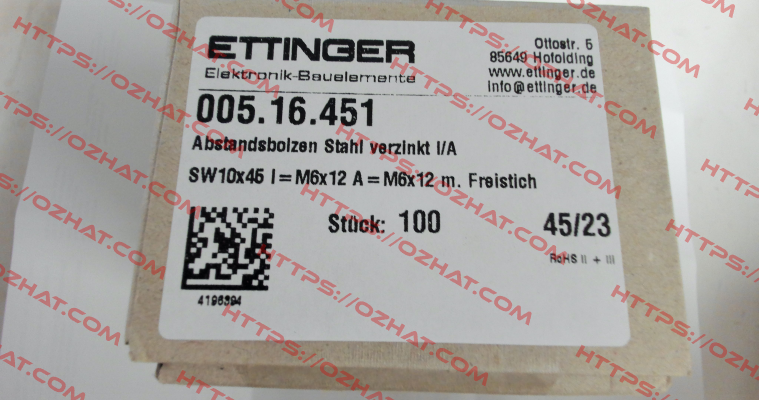 ETTINGER
Elektronik-Bauelemente
Ottostr. 5
85649 Hofolding
www.ettinger.de
info@ettinger.de
005.16.451
Abstandsbolzen Stahl verzinkt I/A
SW10x45 I=M6x12 A=M6x12 m. Freistich
Stück: 100
45/23
RoHS II + III
4196394
HTTPS://OZHAT.COM